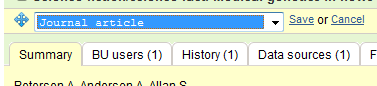 Journal article Save or Cancel
Summary BU users (1) History (1) Data sources (1) F
Peterson A, Anderson A, Allan S